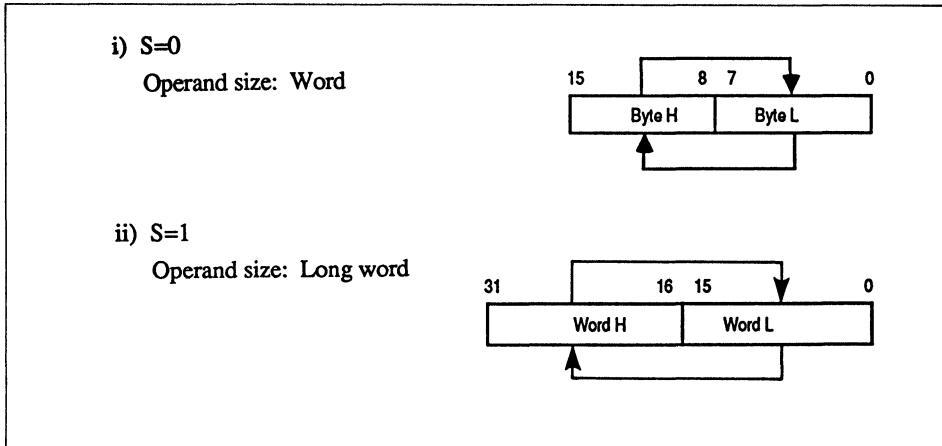 i) S=0
Operand size: Word
15 8 7 0
Byte H Byte L
ii) S=1
Operand size: Long word
31 16 15 0
Word H Word L